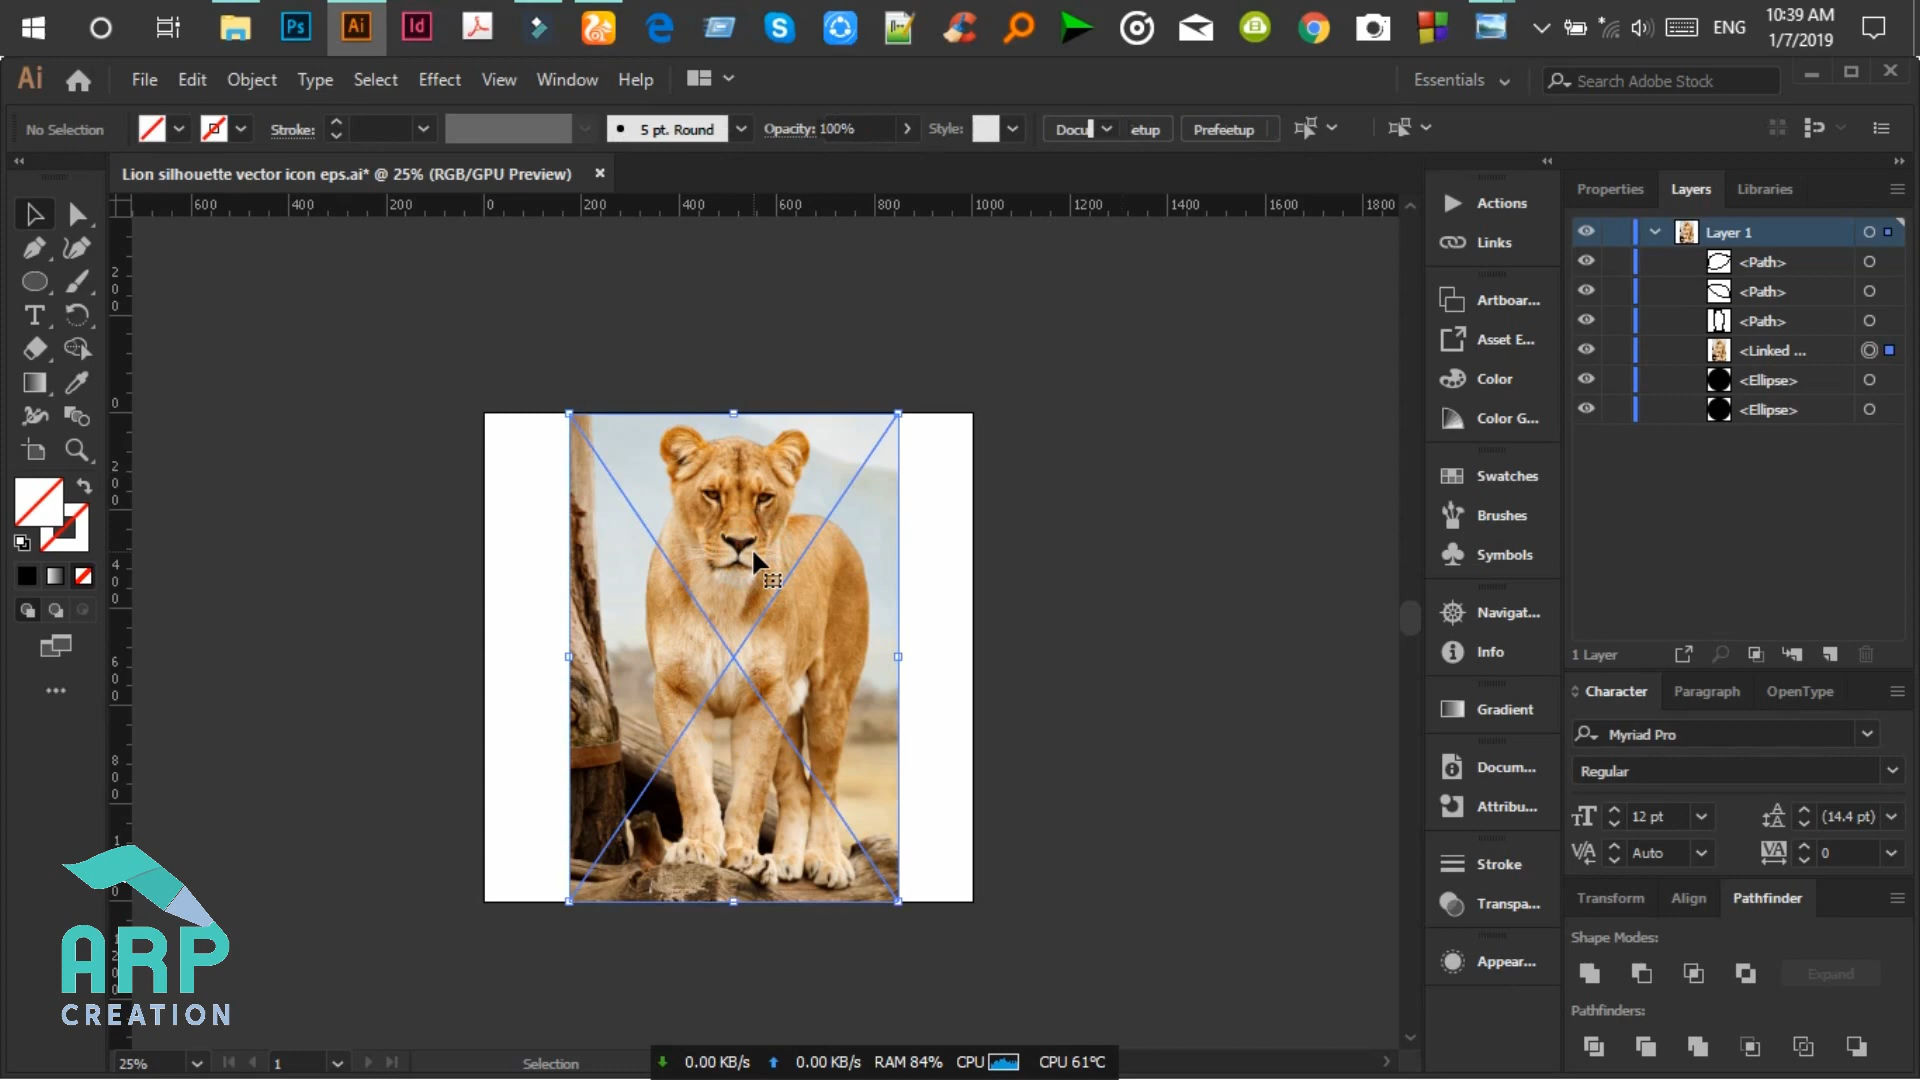 Ps
Ai
Id
ENG
10:39 AM
1/7/2019
Ai
File Edit Object Type Select Effect View Window Help
Essentials
Search Adobe Stock
No Selection
Stroke:
5 pt. Round
Opacity: 100%
Style:
Docu
etup
Prefeetup
Lion silhouette vector icon eps.ai* @ 25% (RGB/GPU Preview)
600 400 200 0 200 400 600 800 1000 1200 1400 1600 1800
Actions
Links
Artboar...
Asset E...
Color
Color G...
Swatches
Brushes
Symbols
Navigat...
Info
Gradient
Docum...
Attribu...
Stroke
Transpa...
Appear...
Properties Layers Libraries
Layer 1
<Path>
<Path>
<Path>
<Linked ...
<Ellipse>
<Ellipse>
1 Layer
Character Paragraph OpenType
Myriad Pro
Regular
12 pt
(14.4 pt)
Auto
0
Transform Align Pathfinder
Shape Modes:
Expand
Pathfinders:
ARP
CREATION
25%
1
Selection
0.00 KB/s 0.00 KB/s RAM 84% CPU CPU 61°C